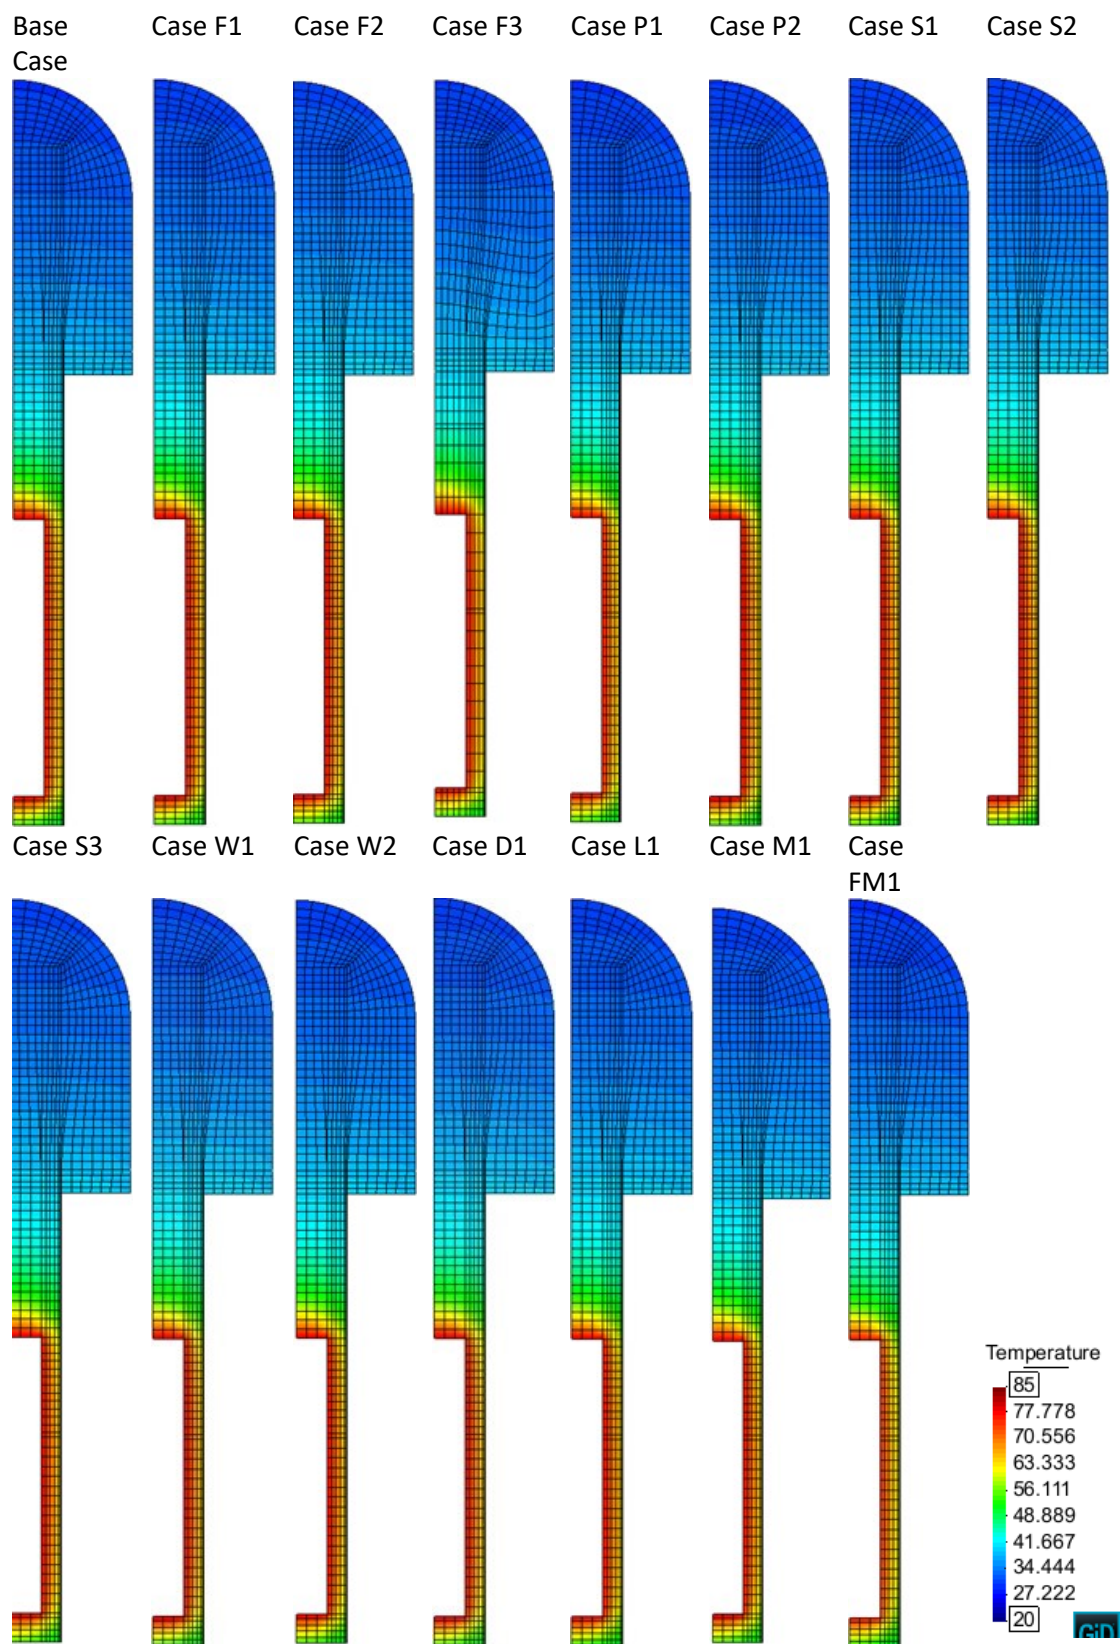 Base Case F1 Case F2 Case F3 Case P1 Case P2 Case S1 Case S2
Case
Case S3 Case W1 Case W2 Case D1 Case L1 Case M1 Case
FM1
Temperature
85
77.778
70.556
63.333
56.111
48.889
41.667
34.444
27.222
20
GiD